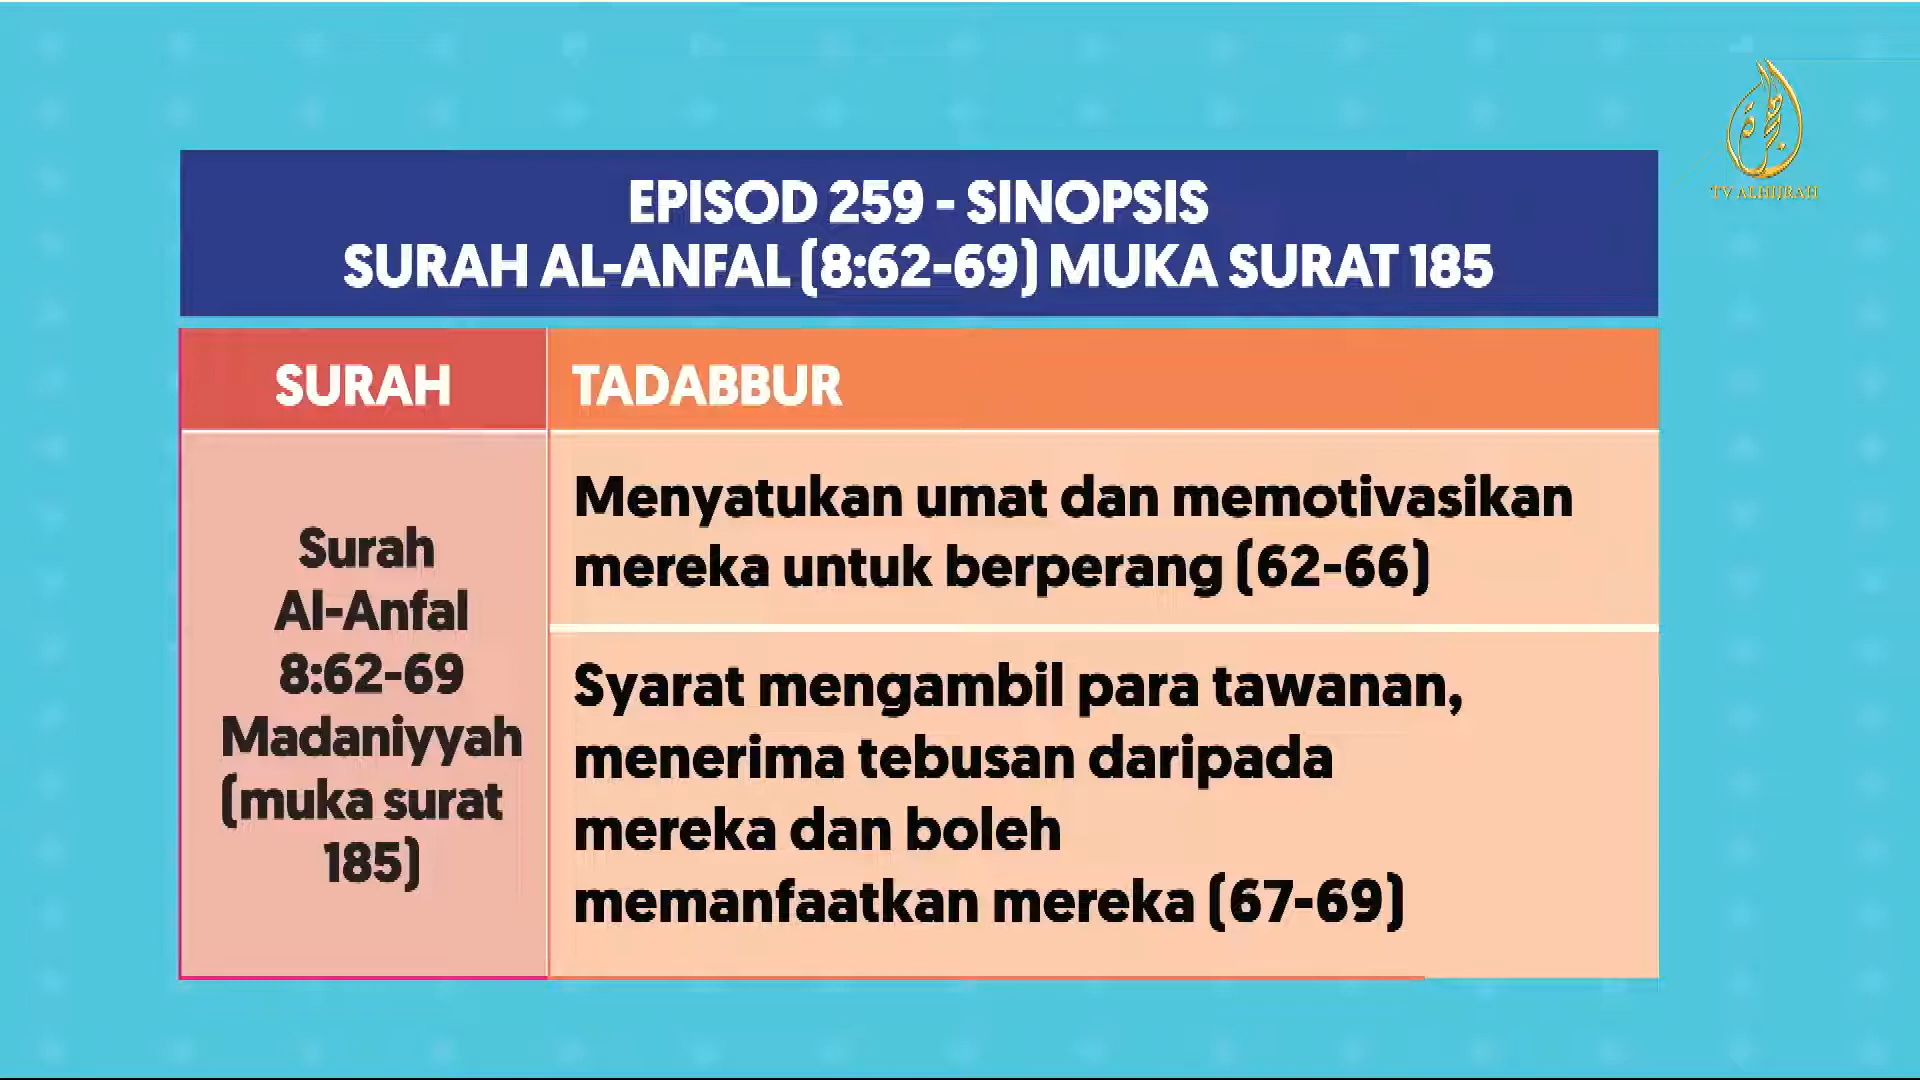 EPISOD 259 - SINOPSIS
SURAH AL-ANFAL (8:62-69) MUKA SURAT 185
SURAH
TADABBUR
Surah
Al-Anfal
8:62-69
Madaniyyah
(muka surat
185)
Menyatukan umat dan memotivasikan
mereka untuk berperang (62-66)
Syarat mengambil para tawanan,
menerima tebusan daripada
mereka dan boleh
memanfaatkan mereka (67-69)
TV ALHIJRAH